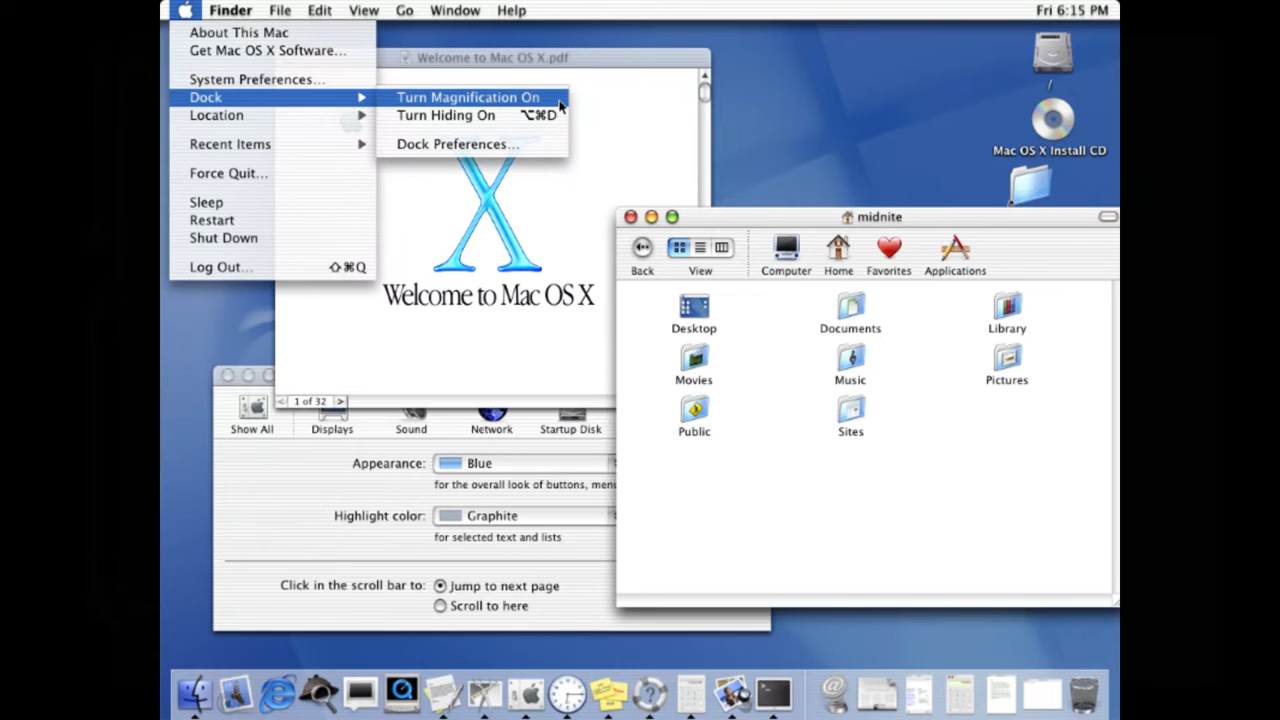 Finder File Edit View Go Window Help Fri 6:15 PM
About This Mac
Get Mac OS X Software...
System Preferences...
Dock
Location
Recent Items
Force Quit...
Sleep
Restart
Shut Down
Log Out... ⇧⌘Q
Turn Magnification On
Turn Hiding On ⌥⌘D
Dock Preferences...
Welcome to Mac OS X.pdf
X
Welcome to Mac OS X
1 of 32
/
Mac OS X Install CD
midnite
Back View Computer Home Favorites Applications
Desktop Documents Library
Movies Music Pictures
Public Sites
Show All Displays Sound Network Startup Disk
Appearance: Blue
for the overall look of buttons, menu
Highlight color: Graphite
for selected text and lists
Click in the scroll bar to: Jump to next page
Scroll to here